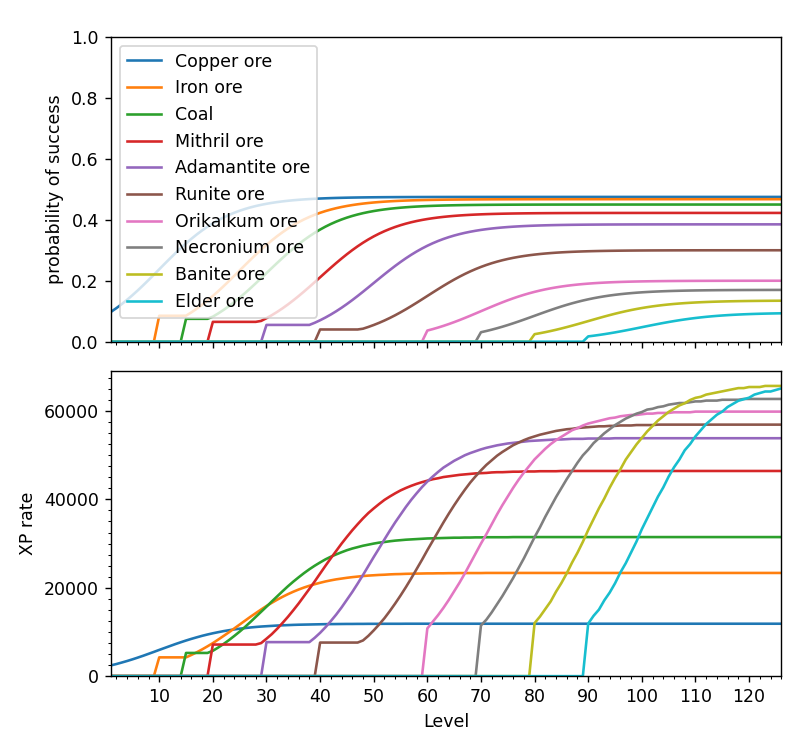 1.0
0.8
0.6
0.4
0.2
0.0
probability of success
Copper ore
Iron ore
Coal
Mithril ore
Adamantite ore
Runite ore
Orikalkum ore
Necronium ore
Banite ore
Elder ore
60000
40000
20000
0
XP rate
10 20 30 40 50 60 70 80 90 100 110 120
Level